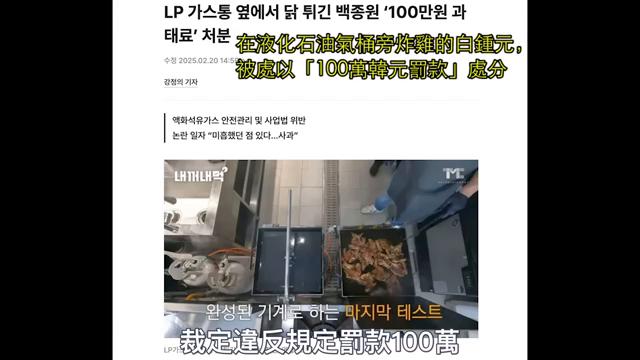 LP 가스통 옆에서 닭 튀긴 백종원 ‘100만원 과
태료’ 처분
在液化石油氣桶旁炸雞的白鍾元,
被處以「100萬韓元罰款」處分
수정 2025.02.20 14:5
강정의 기자
액화석유가스 안전관리 및 사업법 위반
논란 일자 “미흡했던 점 있다…사과”
내꺼내먹
TMC
완성된 기계로 하는 마지막 테스트
裁定違反規定罰款100萬
LP가